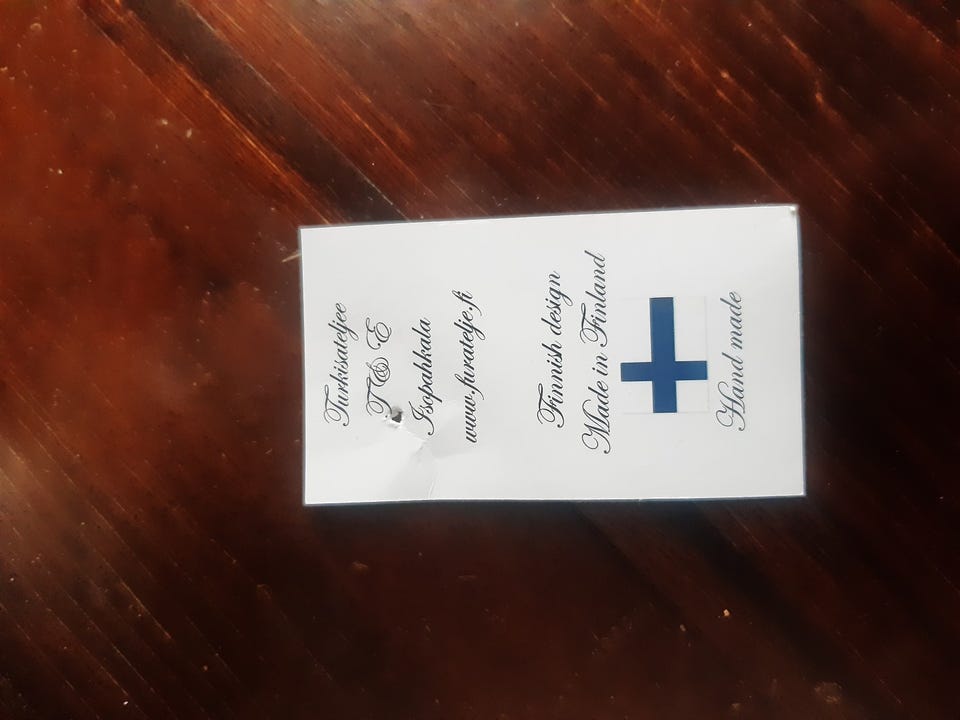 Turkisateljee
T & E
Isopahkala
www.furatelje.fi
Finnish design
Made in Finland
Hand made